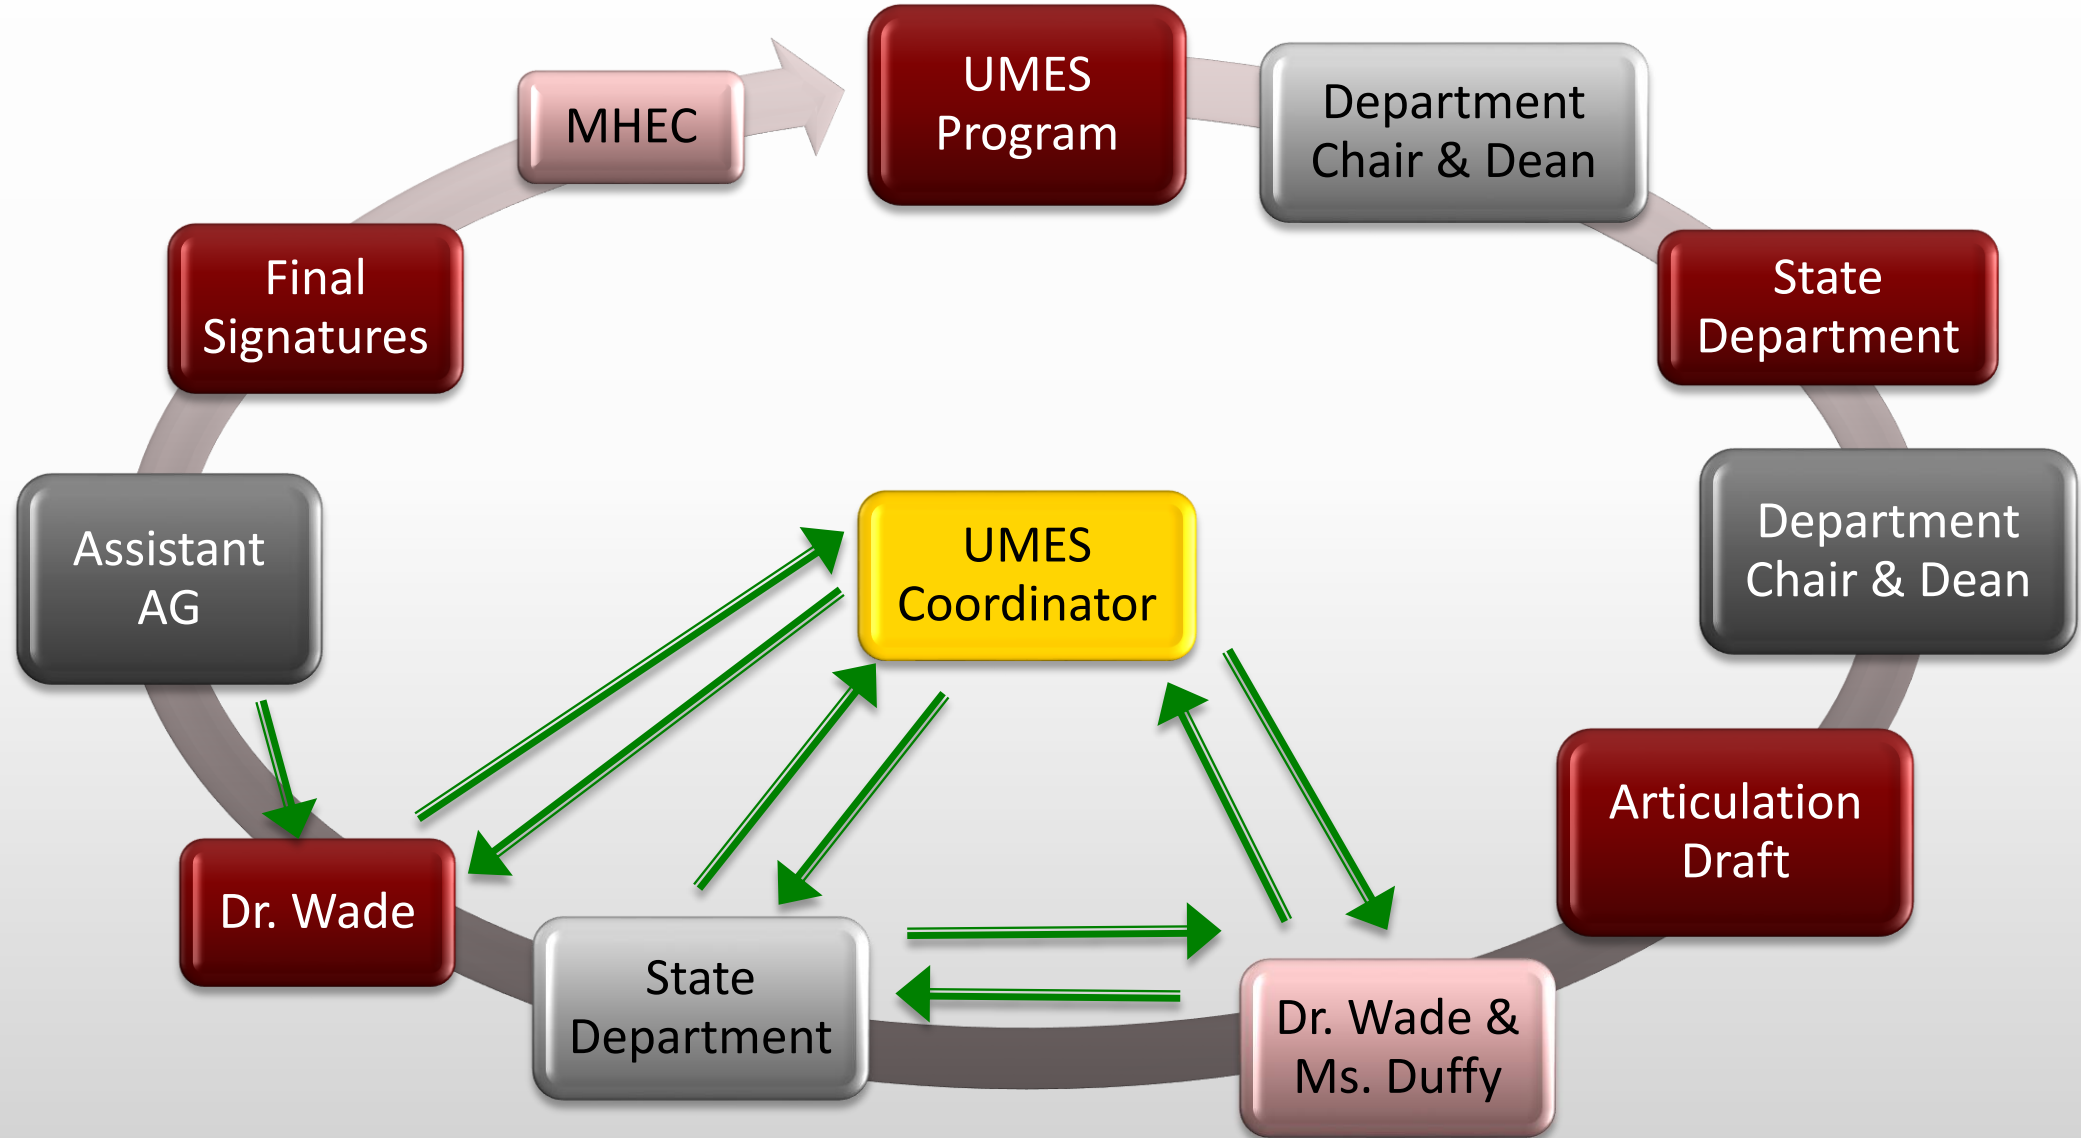 UMES
Program
Department
Chair & Dean
State
Department
Department
Chair & Dean
Articulation
Draft
Dr. Wade &
Ms. Duffy
State
Department
Dr. Wade
Assistant
AG
Final
Signatures
MHEC
UMES
Coordinator